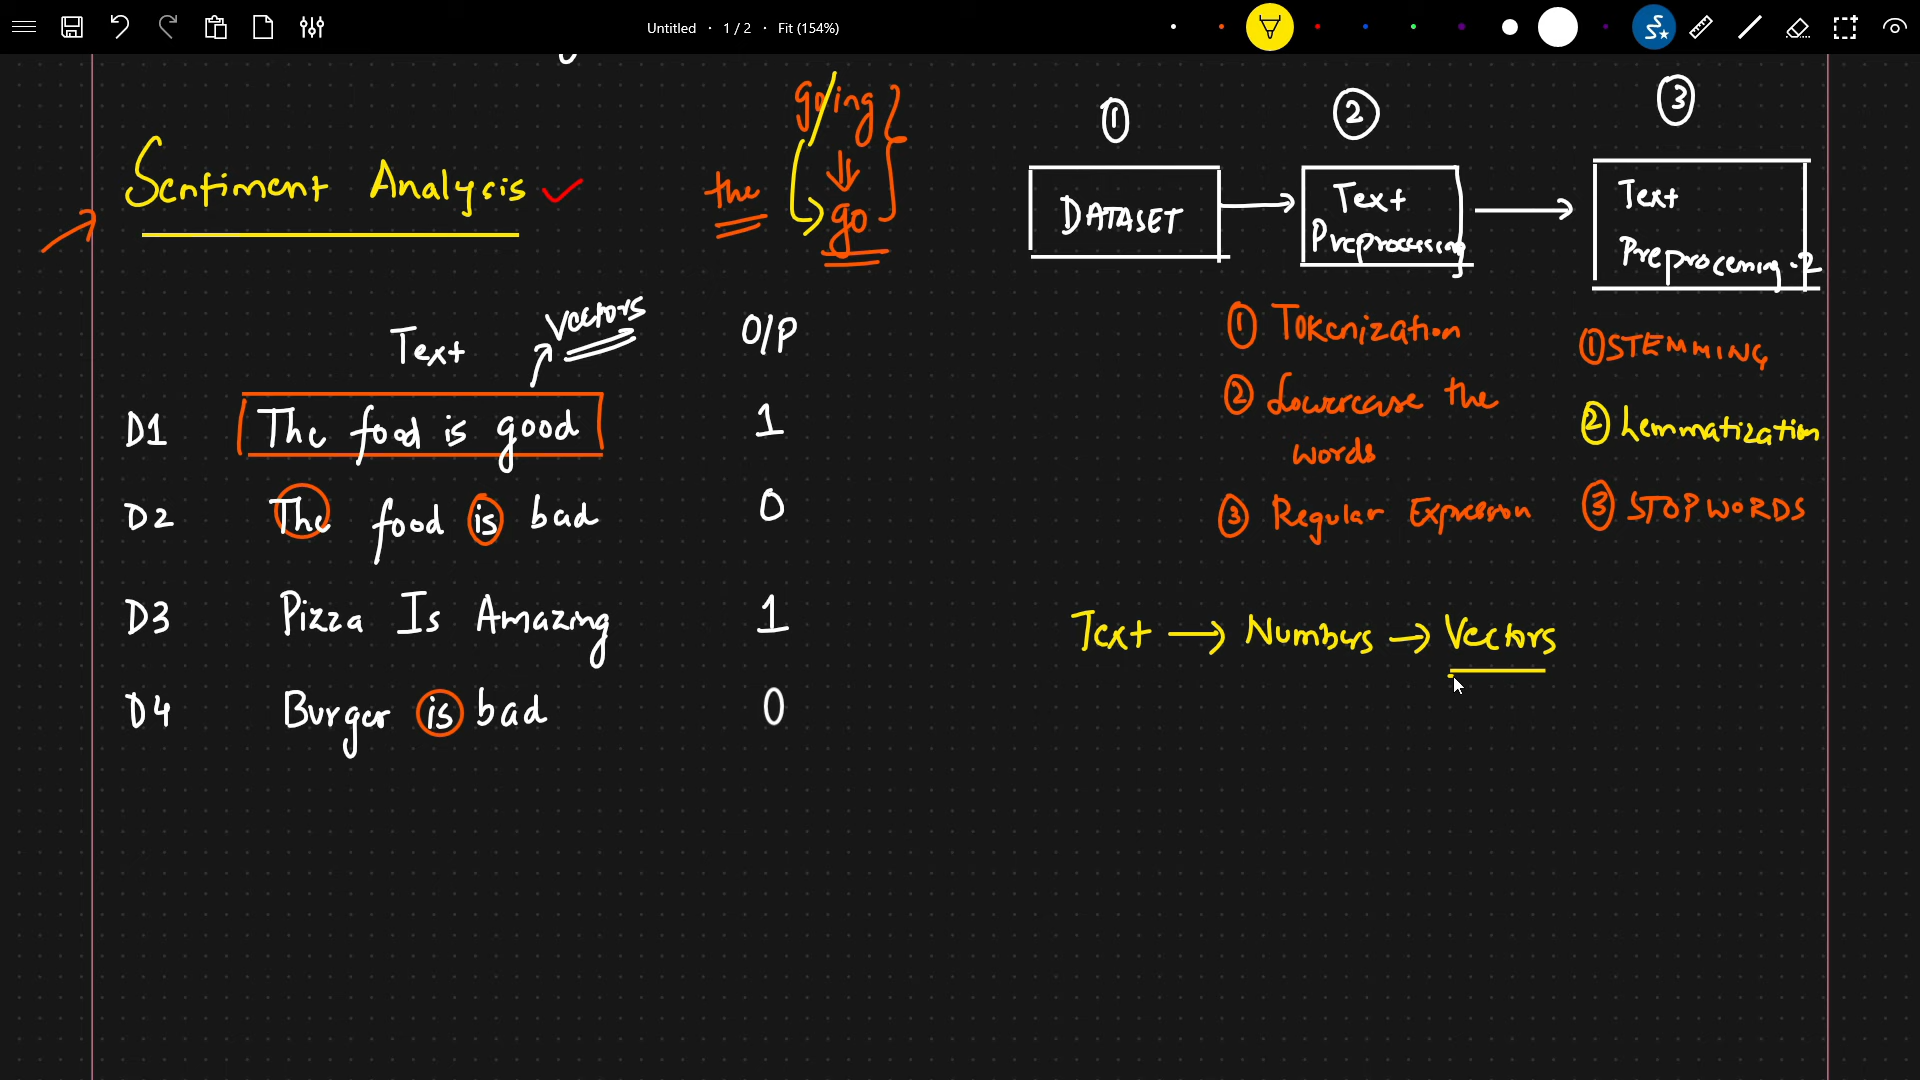 Untitled · 1 / 2 · Fit (154%)
Sentiment Analysis
the
going
go
Text
Vectors
O/P
D1 The food is good 1
D2 The food is bad 0
D3 Pizza Is Amazing 1
D4 Burger is bad 0
1
DATASET
2
Text
Preprocessing
3
Text
Preprocening -2
1 Tokenization
2 Lowercase the
words
3 Regular Expression
1 STEMMING
2 Lemmatization
3 STOPWORDS
Text → Numbers → Vectors